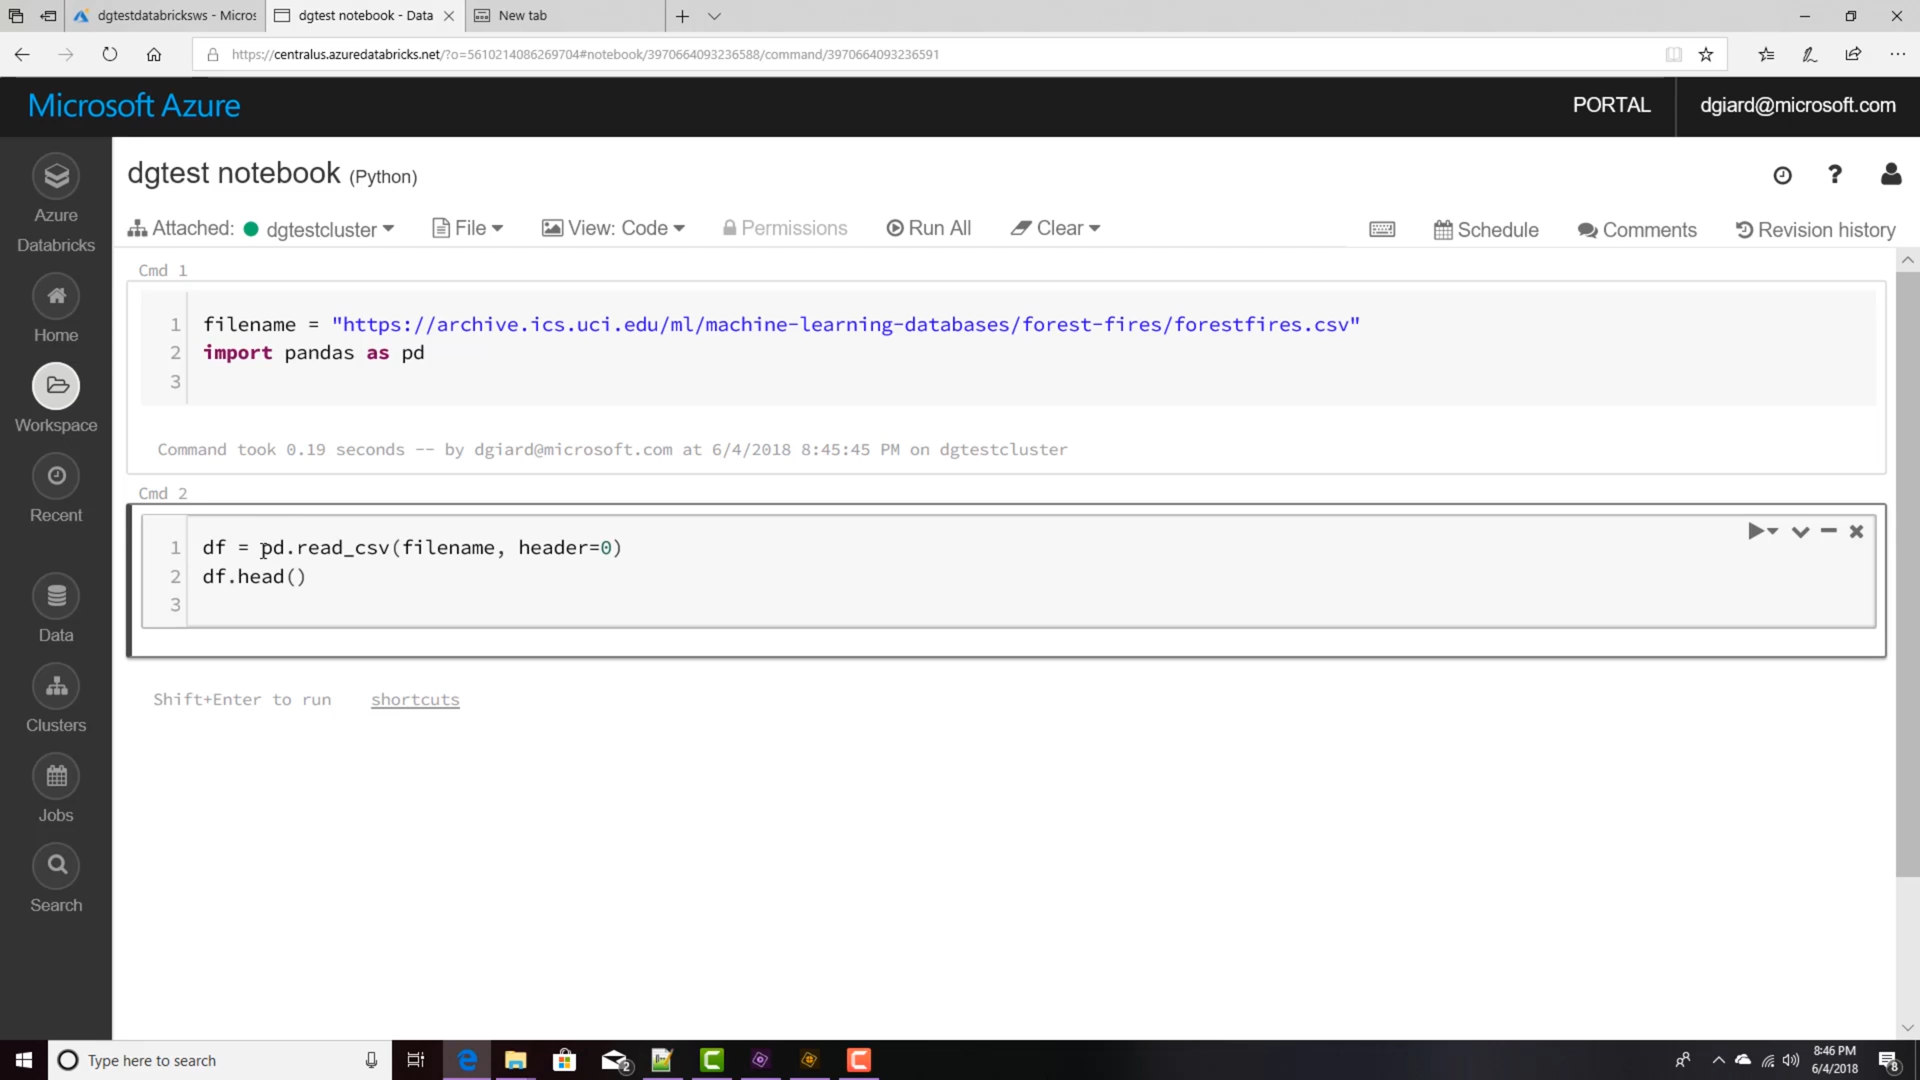 dgtestdatabricksws - Micros
dgtest notebook - Data
New tab
https://centralus.azuredatabricks.net/?o=5610214086269704#notebook/3970664093236588/command/3970664093236591
Microsoft Azure
PORTAL
dgiard@microsoft.com
dgtest notebook (Python)
Attached: dgtestcluster
File
View: Code
Permissions
Run All
Clear
Schedule
Comments
Revision history
Azure
Databricks
Home
Workspace
Recent
Data
Clusters
Jobs
Search
Cmd 1
1 filename = "https://archive.ics.uci.edu/ml/machine-learning-databases/forest-fires/forestfires.csv"
2 import pandas as pd
3
Command took 0.19 seconds -- by dgiard@microsoft.com at 6/4/2018 8:45:45 PM on dgtestcluster
Cmd 2
1 df = pd.read_csv(filename, header=0)
2 df.head()
3
Shift+Enter to run shortcuts
Type here to search
2
8:46 PM
6/4/2018
8